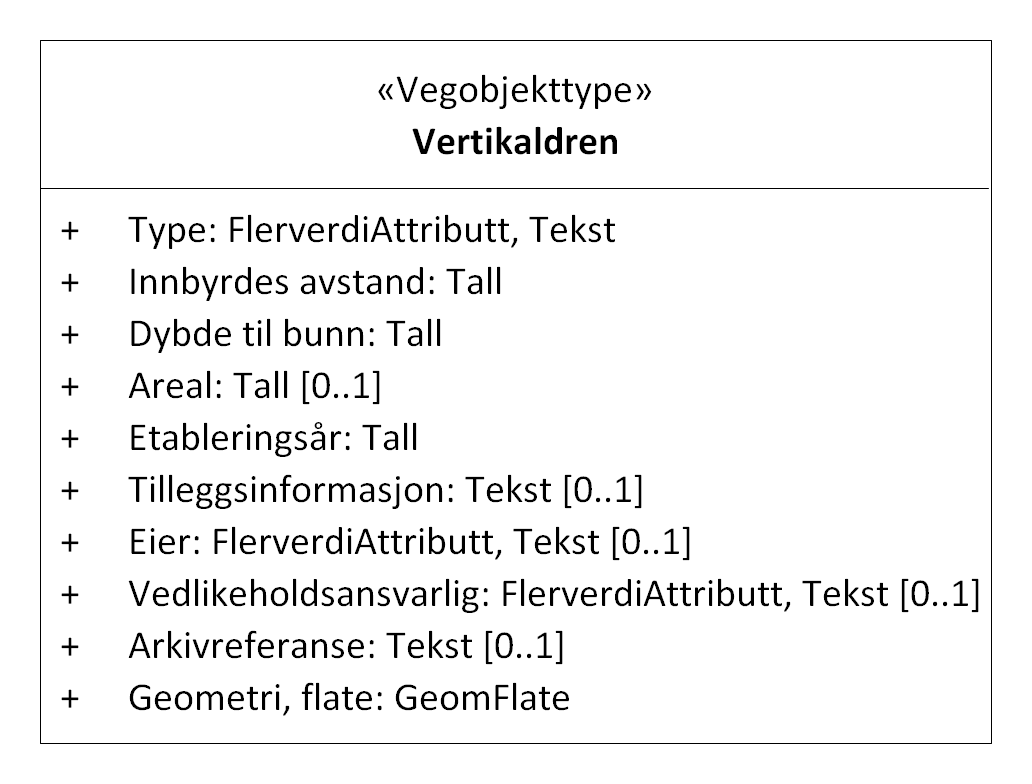 «Vegobjekttype»
Vertikaldren
+ Type: FlerverdiAttributt, Tekst
+ Innbyrdes avstand: Tall
+ Dybde til bunn: Tall
+ Areal: Tall [0..1]
+ Etableringsår: Tall
+ Tilleggsinformasjon: Tekst [0..1]
+ Eier: FlerverdiAttributt, Tekst [0..1]
+ Vedlikeholdsansvarlig: FlerverdiAttributt, Tekst [0..1]
+ Arkivreferanse: Tekst [0..1]
+ Geometri, flate: GeomFlate